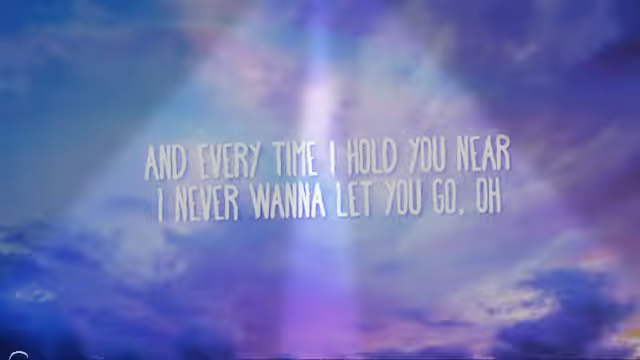 AND EVERY TIME I HOLD YOU NEAR
I NEVER WANNA LET YOU GO, OH